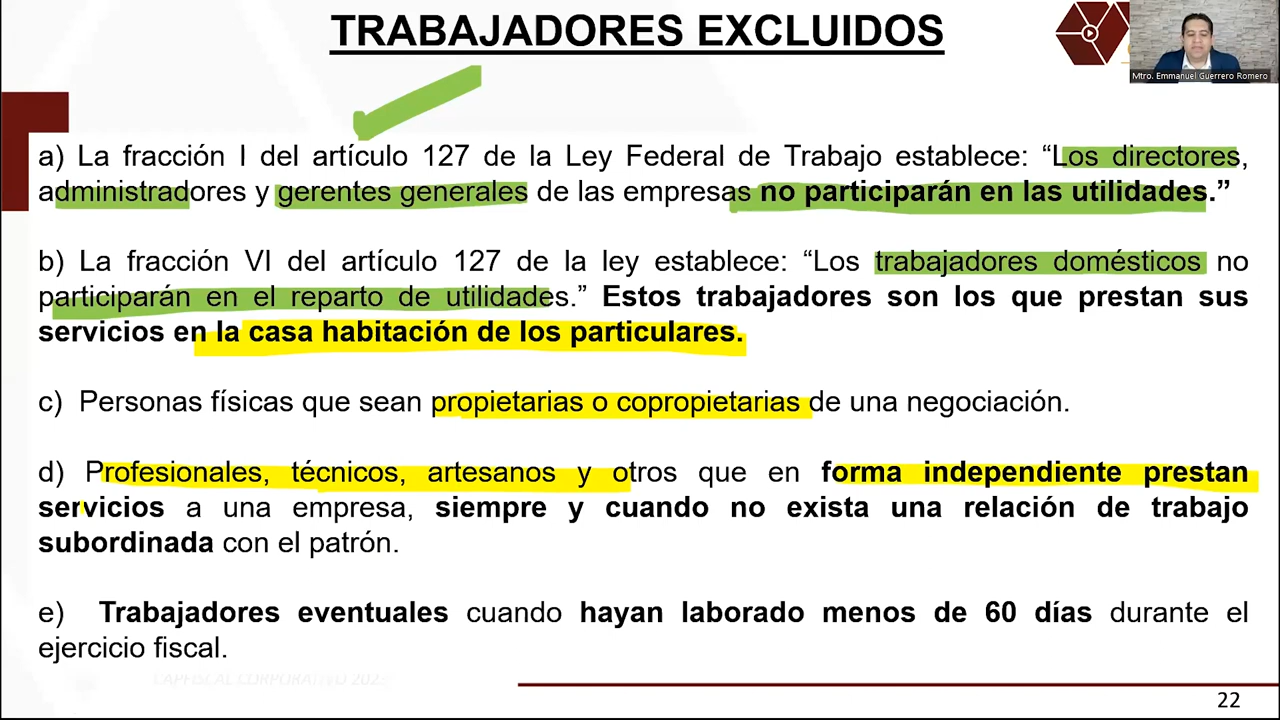 TRABAJADORES EXCLUIDOS
Mtro. Emmanuel Guerrero Romero
a) La fracción I del artículo 127 de la Ley Federal de Trabajo establece: “Los directores,
administradores y gerentes generales de las empresas no participarán en las utilidades.”
b) La fracción VI del artículo 127 de la ley establece: “Los trabajadores domésticos no
participarán en el reparto de utilidades.” Estos trabajadores son los que prestan sus
servicios en la casa habitación de los particulares.
c) Personas físicas que sean propietarias o copropietarias de una negociación.
d) Profesionales, técnicos, artesanos y otros que en forma independiente prestan
servicios a una empresa, siempre y cuando no exista una relación de trabajo
subordinada con el patrón.
e) Trabajadores eventuales cuando hayan laborado menos de 60 días durante el
ejercicio fiscal.
CAPFISCAL CORPORATIVO
22